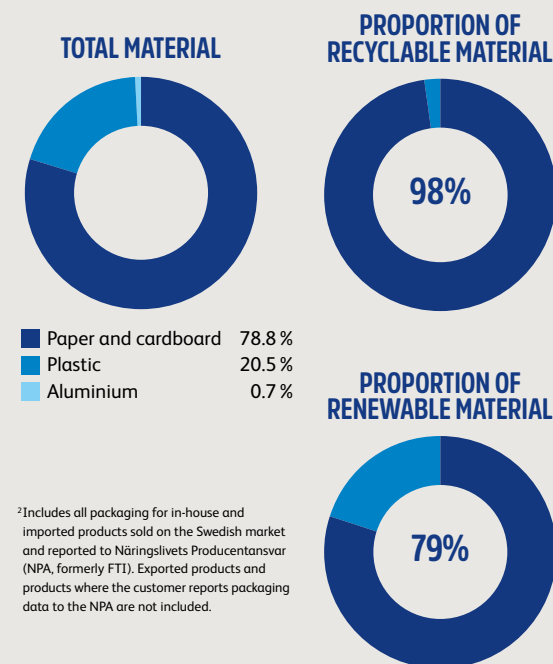 TOTAL MATERIAL
Paper and cardboard 78.8 %
Plastic 20.5 %
Aluminium 0.7 %
PROPORTION OF
RECYCLABLE MATERIAL
98%
PROPORTION OF
RENEWABLE MATERIAL
79%
² Includes all packaging for in-house and
imported products sold on the Swedish market
and reported to Näringslivets Producentansvar
(NPA, formerly FTI). Exported products and
products where the customer reports packaging
data to the NPA are not included.